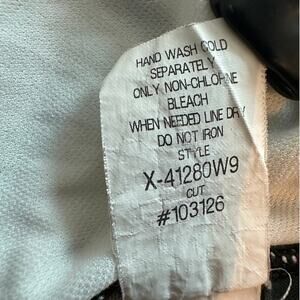 HAND WASH COLD
SEPARATELY
ONLY NON-CHLORINE
BLEACH
WHEN NEEDED LINE DRY
DO NOT IRON
STYLE
X-41280W9
CUT
#103126